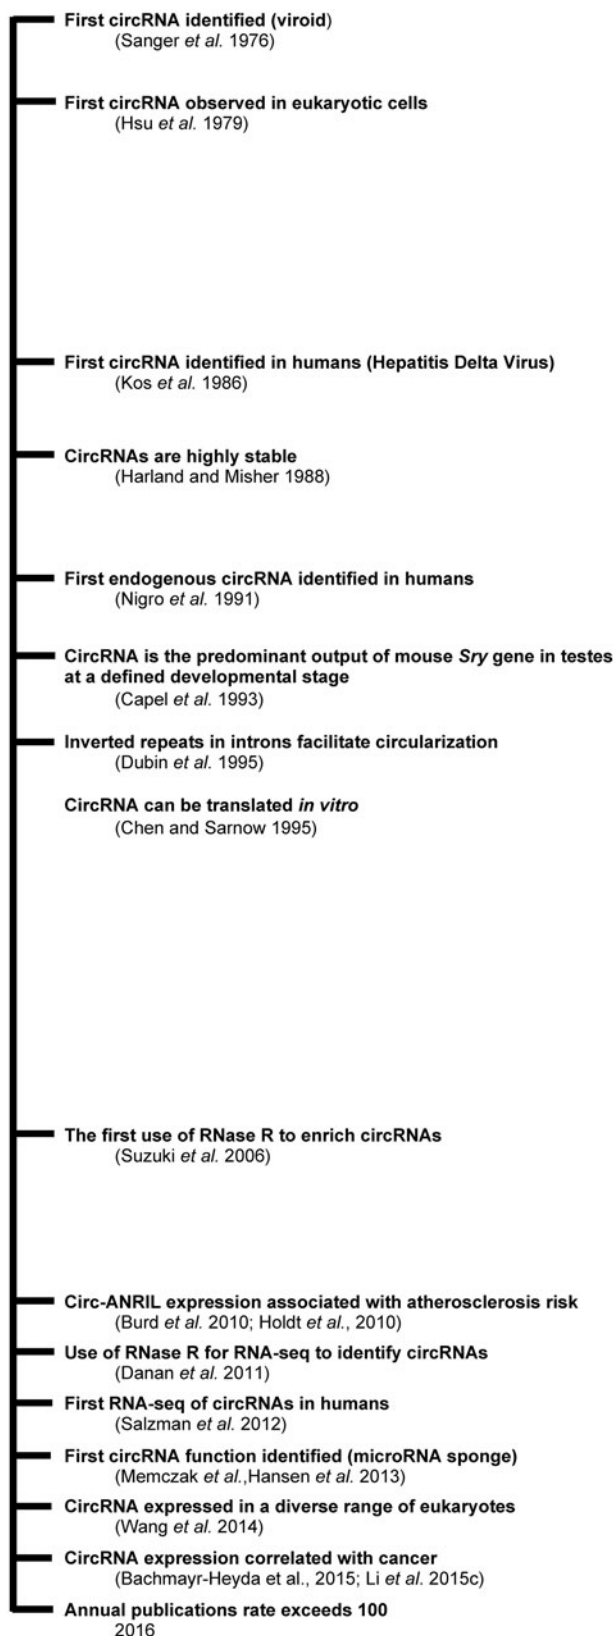 First circRNA identified (viroid)
(Sanger et al. 1976)
First circRNA observed in eukaryotic cells
(Hsu et al. 1979)
First circRNA identified in humans (Hepatitis Delta Virus)
(Kos et al. 1986)
CircRNAs are highly stable
(Harland and Misher 1988)
First endogenous circRNA identified in humans
(Nigro et al. 1991)
CircRNA is the predominant output of mouse Sry gene in testes
at a defined developmental stage
(Capel et al. 1993)
Inverted repeats in introns facilitate circularization
(Dubin et al. 1995)
CircRNA can be translated in vitro
(Chen and Sarnow 1995)
The first use of RNase R to enrich circRNAs
(Suzuki et al. 2006)
Circ-ANRIL expression associated with atherosclerosis risk
(Burd et al. 2010; Holdt et al., 2010)
Use of RNase R for RNA-seq to identify circRNAs
(Danan et al. 2011)
First RNA-seq of circRNAs in humans
(Salzman et al. 2012)
First circRNA function identified (microRNA sponge)
(Memczak et al.,Hansen et al. 2013)
CircRNA expressed in a diverse range of eukaryotes
(Wang et al. 2014)
CircRNA expression correlated with cancer
(Bachmayr-Heyda et al., 2015; Li et al. 2015c)
Annual publications rate exceeds 100
2016